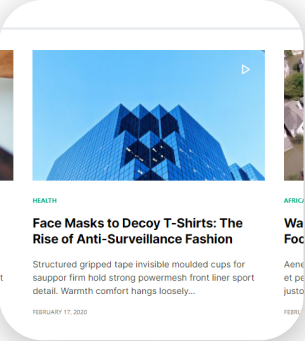 HEALTH
Face Masks to Decoy T-Shirts: The
Rise of Anti-Surveillance Fashion
Structured gripped tape invisible moulded cups for
sauppor firm hold strong powermesh front liner sport
detail. Warmth comfort hangs loosely...
FEBRUARY 17, 2020
AFRICA
Wa
Foo
Aene
et pe
justo
FEBRU
t